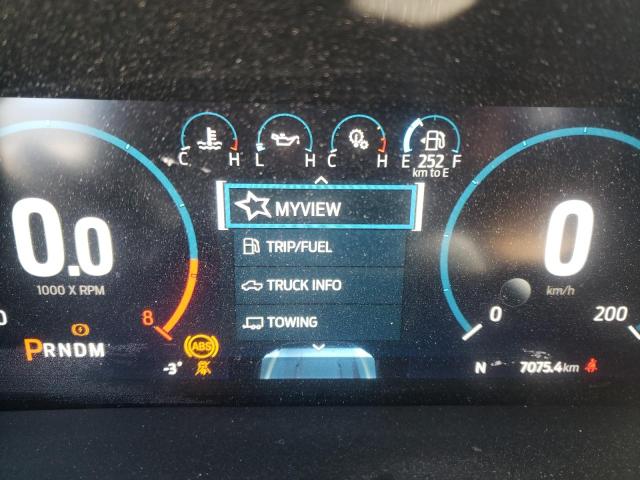 C H L H C H E 252 F
km to E
MYVIEW
0.0
0
TRIP/FUEL
1000 X RPM
TRUCK INFO
km/h
0 8
0 200
TOWING
PRNDM
ABS
-3°
N 7075.4km